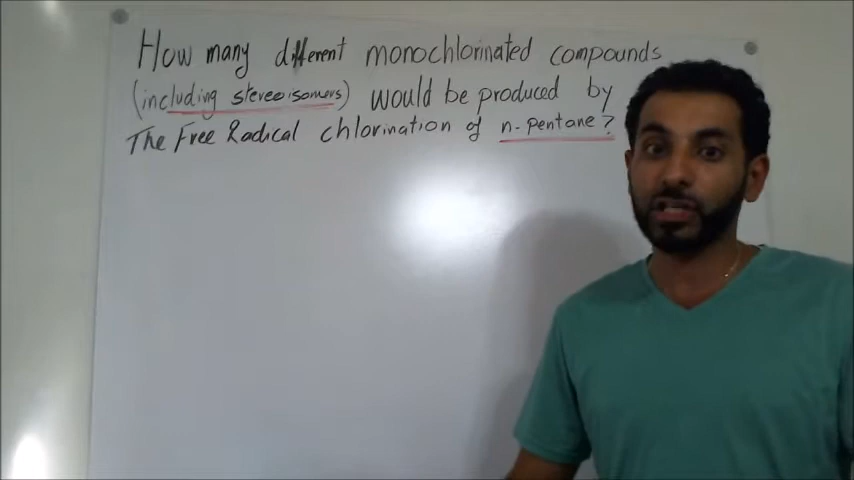 How many different monochlorinated compounds
(including stereoisomers) would be produced by
The Free Radical chlorination of n-pentane?